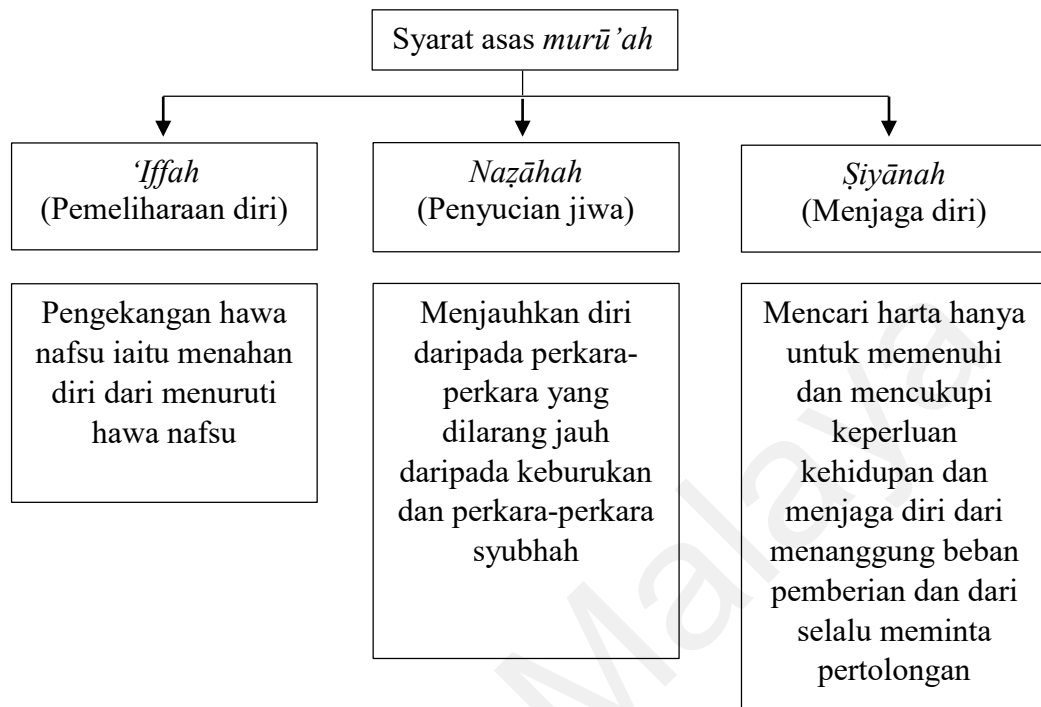 Syarat asas murū’ah
‘Iffah
(Pemeliharaan diri)
Naẓāhah
(Penyucian jiwa)
Ṣiyānah
(Menjaga diri)
Pengekangan hawa
nafsu iaitu menahan
diri dari menuruti
hawa nafsu
Menjauhkan diri
daripada perkara-
perkara yang
dilarang jauh
daripada keburukan
dan perkara-perkara
syubhah
Mencari harta hanya
untuk memenuhi
dan mencukupi
keperluan
kehidupan dan
menjaga diri dari
menanggung beban
pemberian dan dari
selalu meminta
pertolongan
Malaya